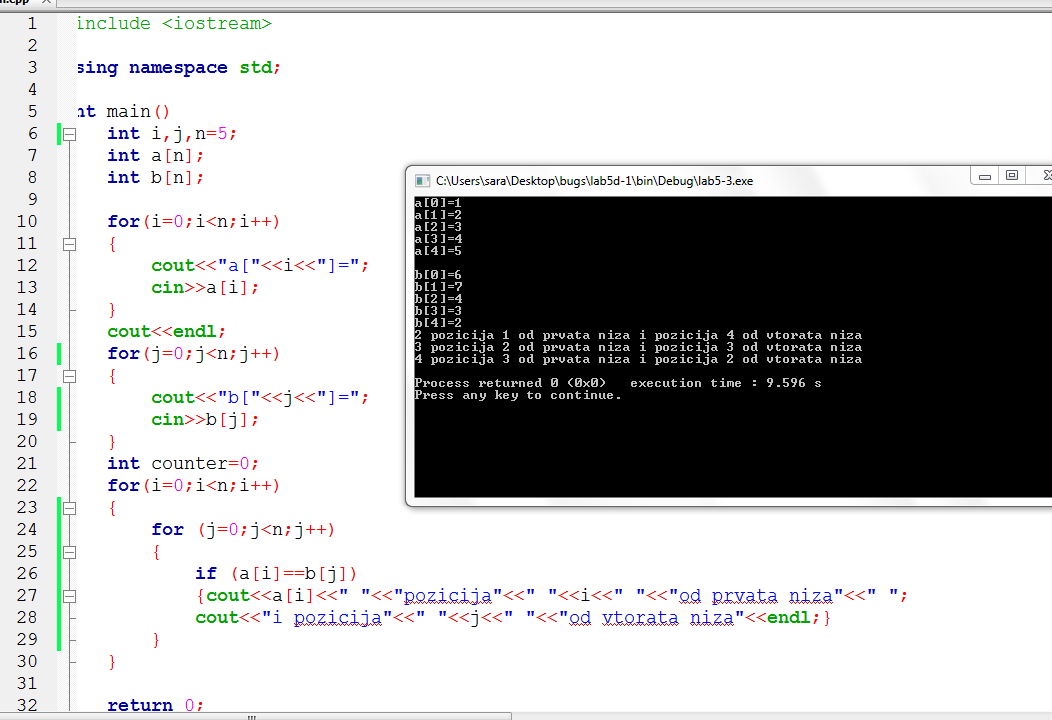 n.cpp
1 include <iostream>
2
3 sing namespace std;
4
5 nt main()
6 int i,j,n=5;
7 int a[n];
8 int b[n];
9
10 for(i=0;i<n;i++)
11 {
12 cout<<"a["<<i<<"]=";
13 cin>>a[i];
14 }
15 cout<<endl;
16 for(j=0;j<n;j++)
17 {
18 cout<<"b["<<j<<"]=";
19 cin>>b[j];
20 }
21 int counter=0;
22 for(i=0;i<n;i++)
23 {
24 for (j=0;j<n;j++)
25 {
26 if (a[i]==b[j])
27 {cout<<a[i]<<" "<<"pozicija"<<" "<<i<<" "<<"od prvata niza"<<" ";
28 cout<<"i pozicija"<<" "<<j<<" "<<"od vtorata niza"<<endl;}
29 }
30 }
31
32 return 0;
C:\Users\sara\Desktop\bugs\lab5d-1\bin\Debug\lab5-3.exe
a[0]=1
a[1]=2
a[2]=3
a[3]=4
a[4]=5
b[0]=6
b[1]=7
b[2]=4
b[3]=3
b[4]=2
2 pozicija 1 od prvata niza i pozicija 4 od vtorata niza
3 pozicija 2 od prvata niza i pozicija 3 od vtorata niza
4 pozicija 3 od prvata niza i pozicija 2 od vtorata niza
Process returned 0 (0x0)   execution time : 9.596 s
Press any key to continue.